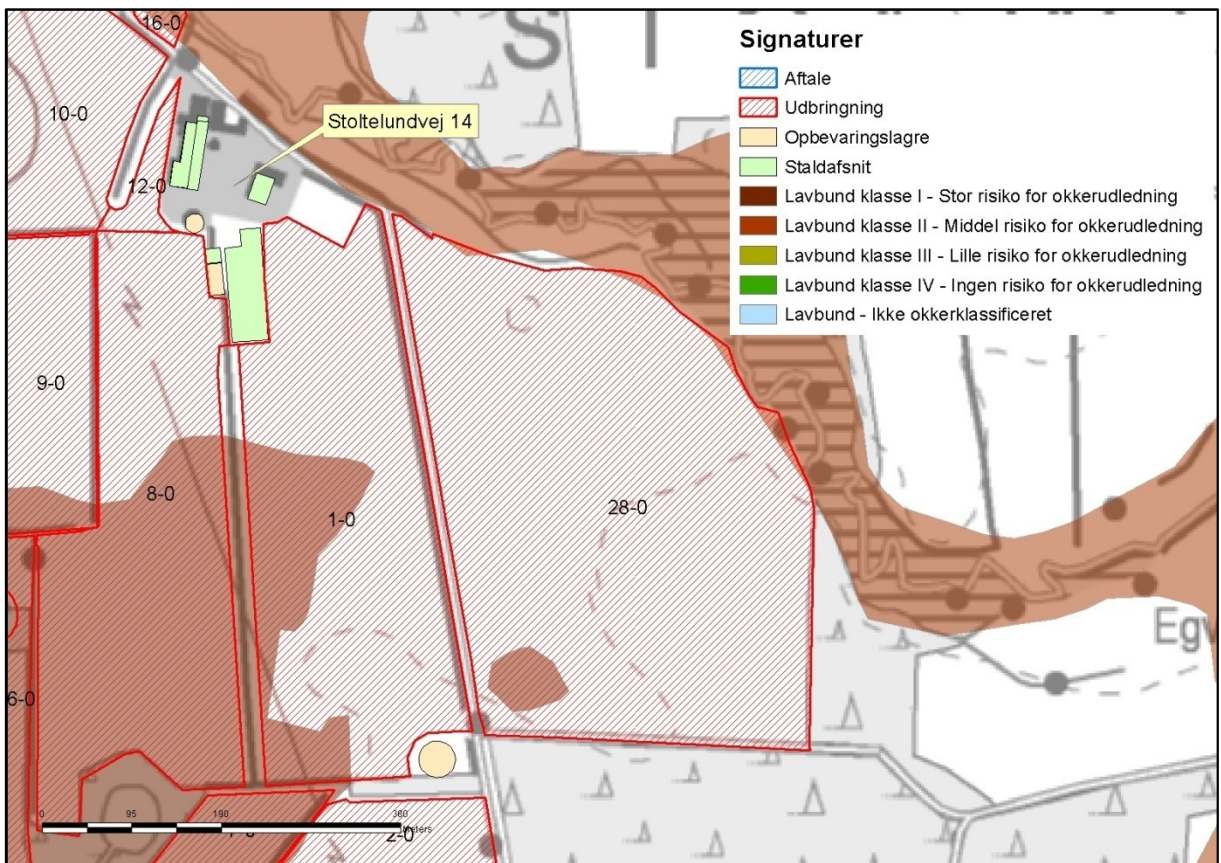 Signaturer
Aftale
Udbringning
Opbevaringslagre
Staldafsnit
Lavbund klasse I - Stor risiko for okkerudledning
Lavbund klasse II - Middel risiko for okkerudledning
Lavbund klasse III - Lille risiko for okkerudledning
Lavbund klasse IV - Ingen risiko for okkerudledning
Lavbund - Ikke okkerklassificeret
16-0
S
10-0
Stoltelundvej 14
12-0
9-0
8-0
1-0
28-0
Egv
6-0
0 95 190 380
Meters
2-0